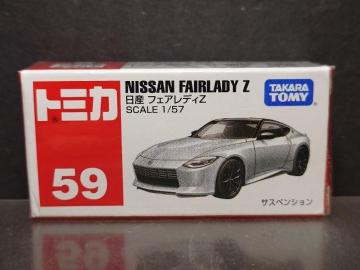 トミカ
59
NISSAN FAIRLADY Z
日産 フェアレディZ
SCALE 1/57
TAKARA
TOMY
サスペンション